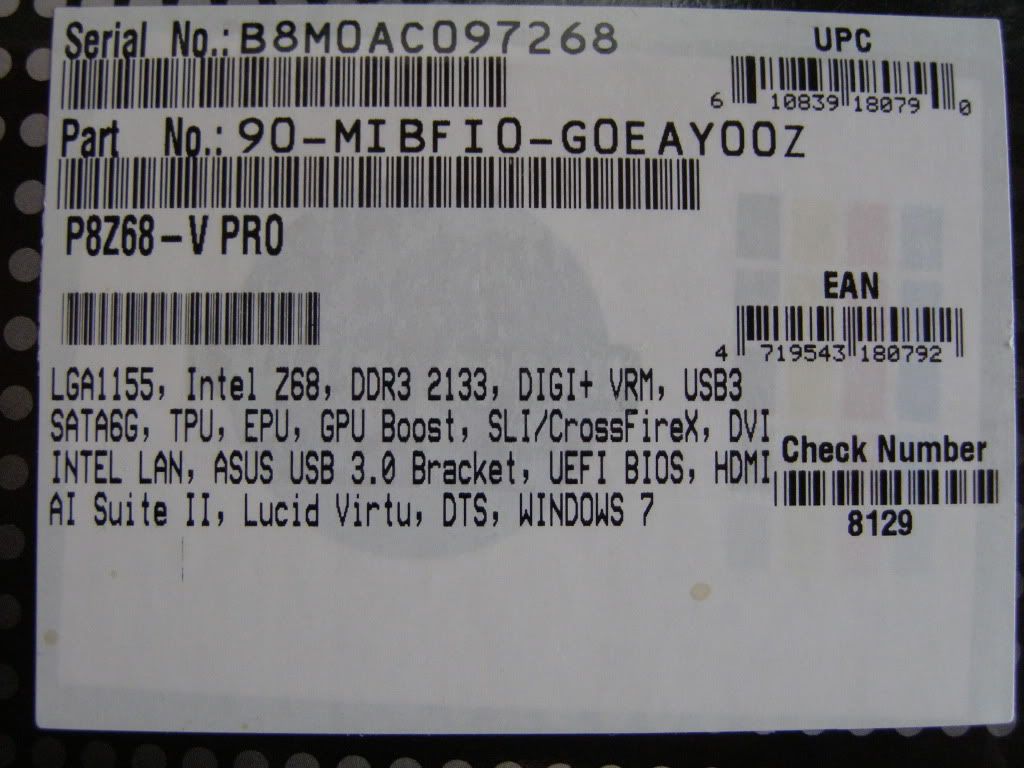 Serial No.: B8M0AC097268
UPC
6 10839 18079 0
Part No.: 90-MIBFI0-G0EAY00Z
P8Z68-V PRO
EAN
4 719543 180792
LGA1155, Intel Z68, DDR3 2133, DIGI+ VRM, USB3
SATA6G, TPU, EPU, GPU Boost, SLI/CrossFireX, DVI
INTEL LAN, ASUS USB 3.0 Bracket, UEFI BIOS, HDMI
AI Suite II, Lucid Virtu, DTS, WINDOWS 7
Check Number
8129